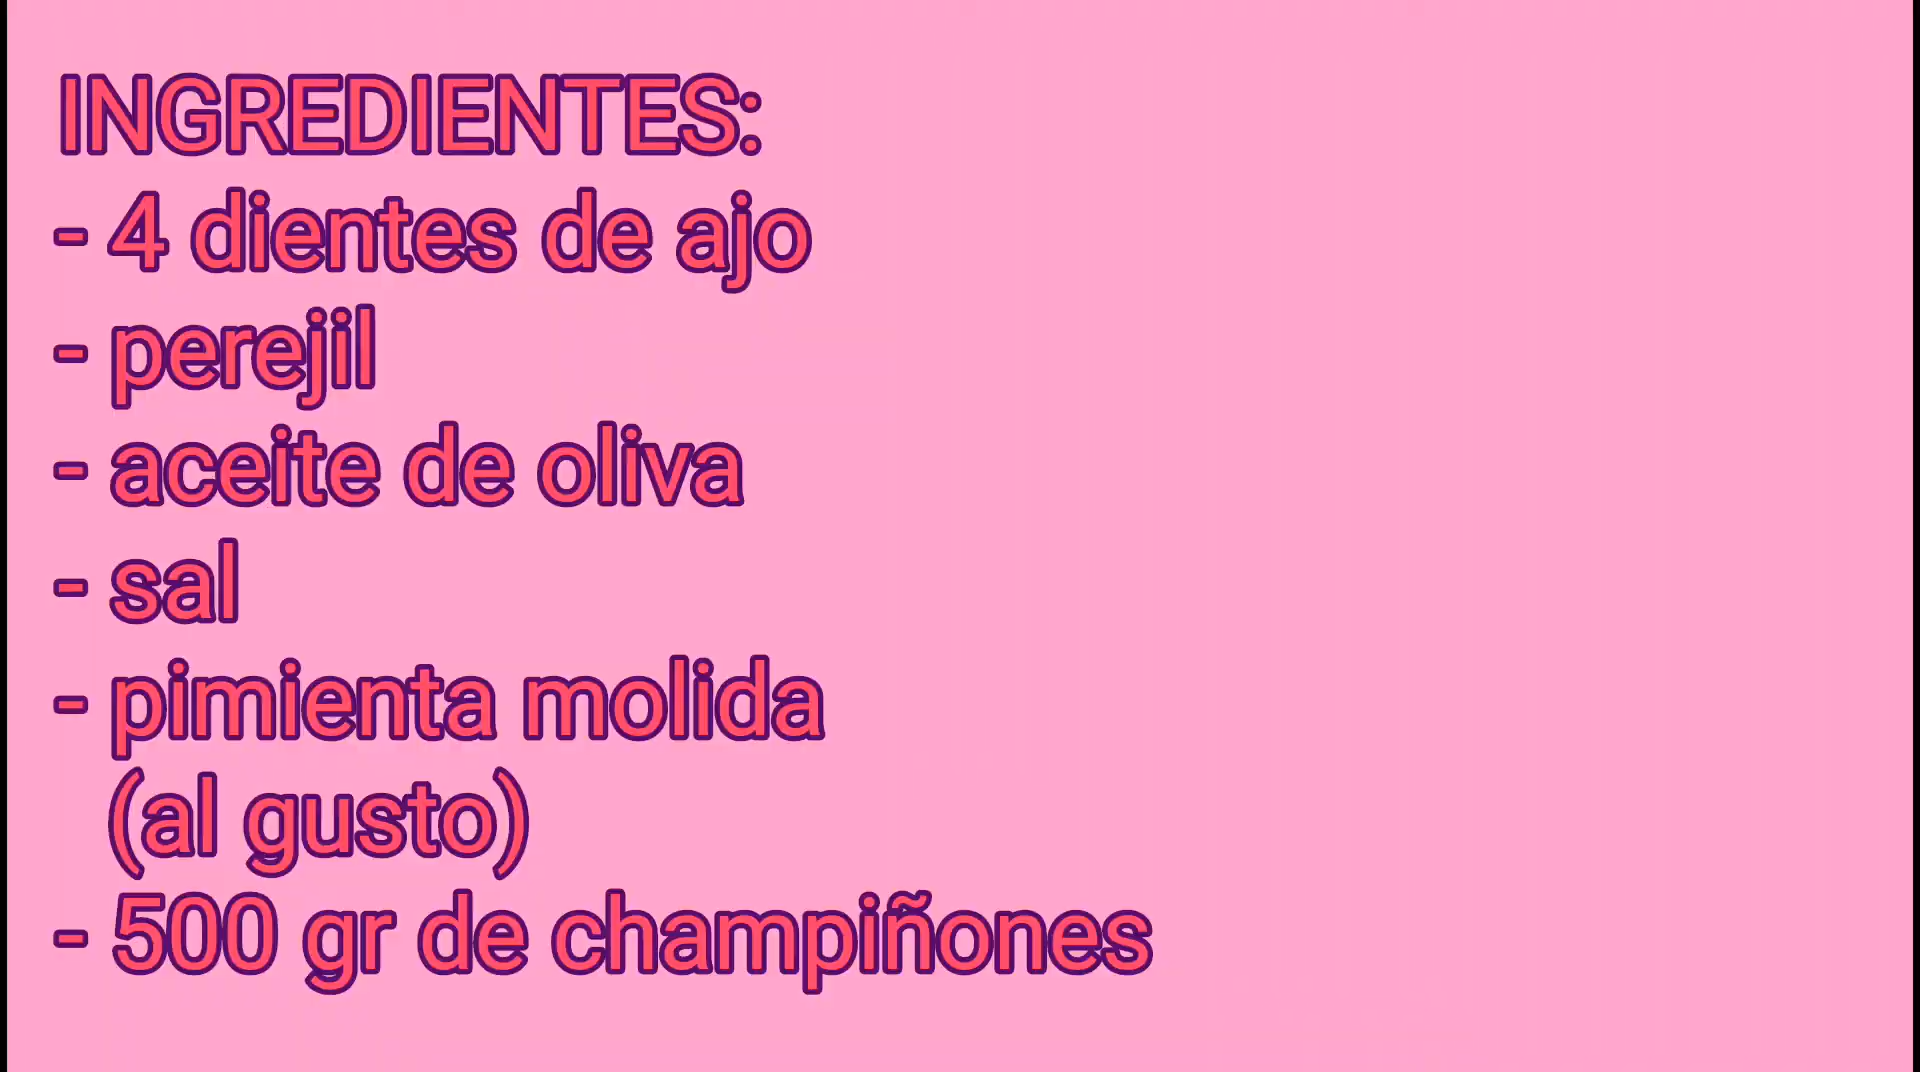 INGREDIENTES:
- 4 dientes de ajo
- perejil
- aceite de oliva
- sal
- pimienta molida
(al gusto)
- 500 gr de champiñones